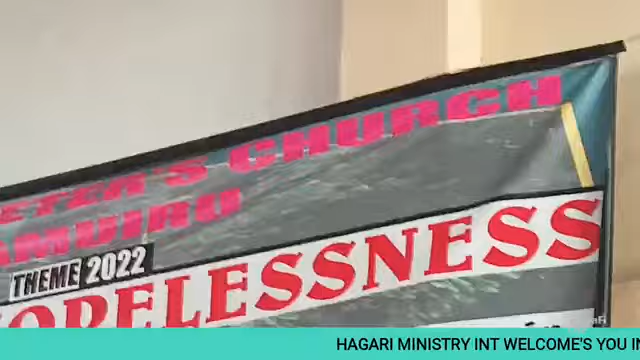 ETER'S CHURCH
AMUIRU
THEME 2022
OPELESSNESS
HAGARI MINISTRY INT WELCOME'S YOU IN